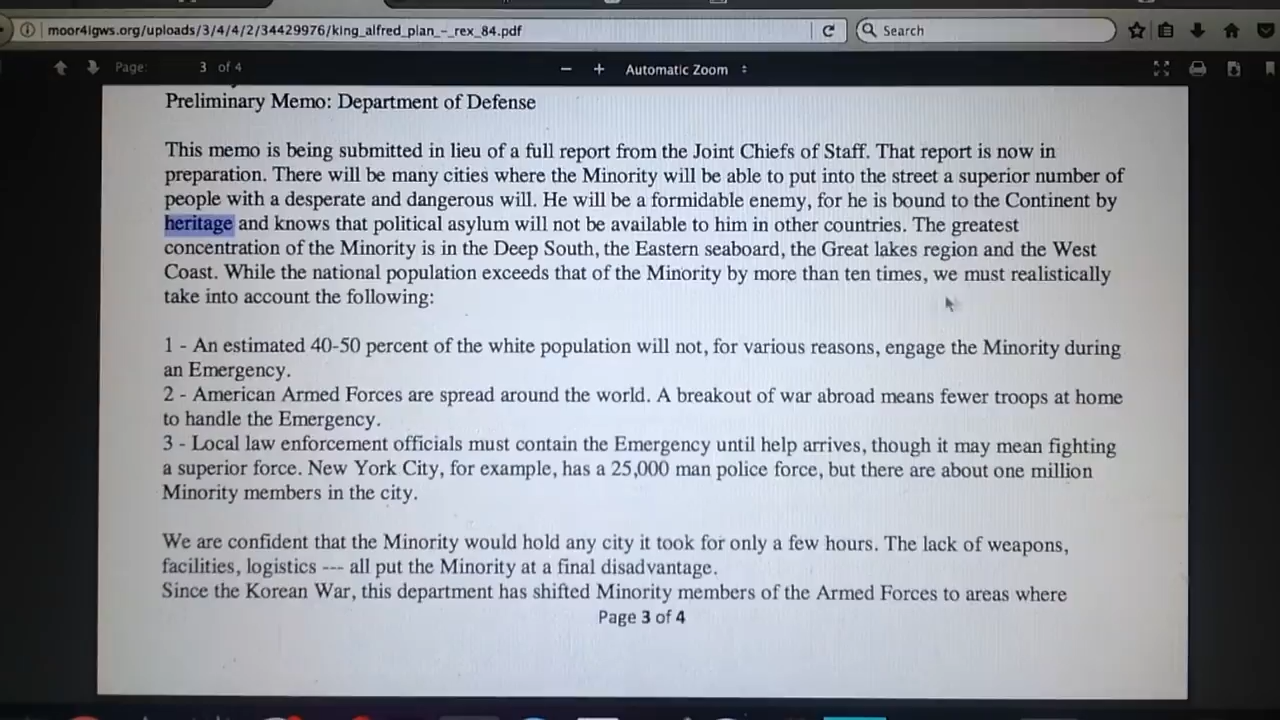 moor4igws.org/uploads/3/4/4/2/34429976/king_alfred_plan_-_rex_84.pdf
Search
Page: 3 of 4
Automatic Zoom
Preliminary Memo: Department of Defense
This memo is being submitted in lieu of a full report from the Joint Chiefs of Staff. That report is now in
preparation. There will be many cities where the Minority will be able to put into the street a superior number of
people with a desperate and dangerous will. He will be a formidable enemy, for he is bound to the Continent by
heritage and knows that political asylum will not be available to him in other countries. The greatest
concentration of the Minority is in the Deep South, the Eastern seaboard, the Great lakes region and the West
Coast. While the national population exceeds that of the Minority by more than ten times, we must realistically
take into account the following:
1 - An estimated 40-50 percent of the white population will not, for various reasons, engage the Minority during
an Emergency.
2 - American Armed Forces are spread around the world. A breakout of war abroad means fewer troops at home
to handle the Emergency.
3 - Local law enforcement officials must contain the Emergency until help arrives, though it may mean fighting
a superior force. New York City, for example, has a 25,000 man police force, but there are about one million
Minority members in the city.
We are confident that the Minority would hold any city it took for only a few hours. The lack of weapons,
facilities, logistics --- all put the Minority at a final disadvantage.
Since the Korean War, this department has shifted Minority members of the Armed Forces to areas where
Page 3 of 4